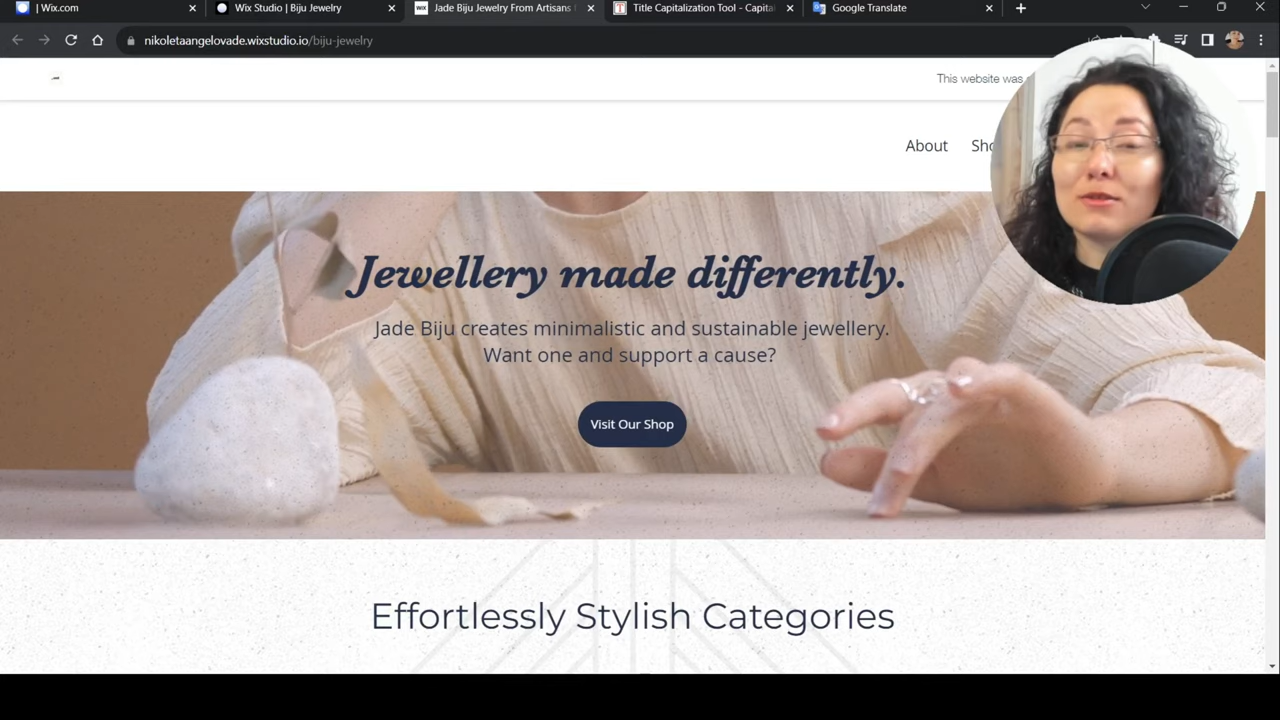 | Wix.com
Wix Studio | Biju Jewelry
Jade Biju Jewelry From Artisans
Title Capitalization Tool - Capital
Google Translate
nikoletaangelovade.wixstudio.io/biju-jewelry
This website was
About
Jewellery made differently.
Jade Biju creates minimalistic and sustainable jewellery.
Want one and support a cause?
Visit Our Shop
Effortlessly Stylish Categories